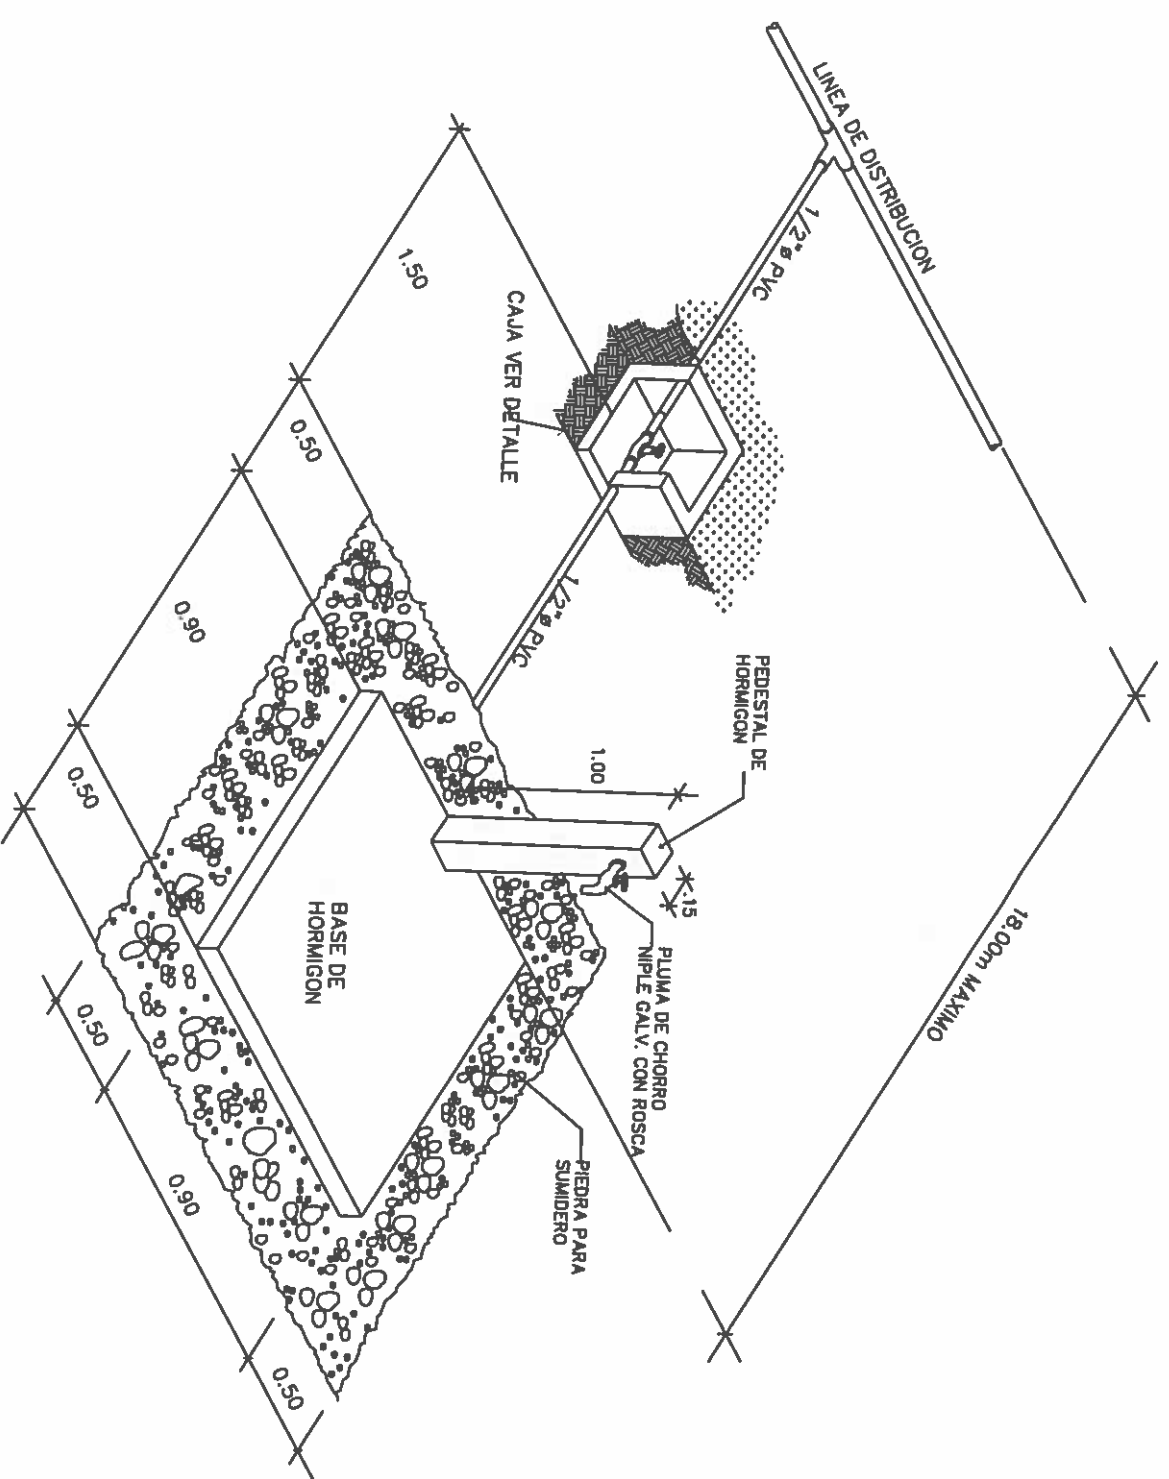 LINEA DE DISTRIBUCION
1/2"ø PVC
1.50
CAJA VER DETALLE
0.50
1/2"ø PVC
0.90
0.50
PEDESTAL DE
HORMIGON
1.00
.15
18.00m MAXIMO
PLUMA DE CHORRO
NIPLE GALV. CON ROSCA
BASE DE
HORMIGON
PIEDRA PARA
SUMIDERO
0.50
0.90
0.50